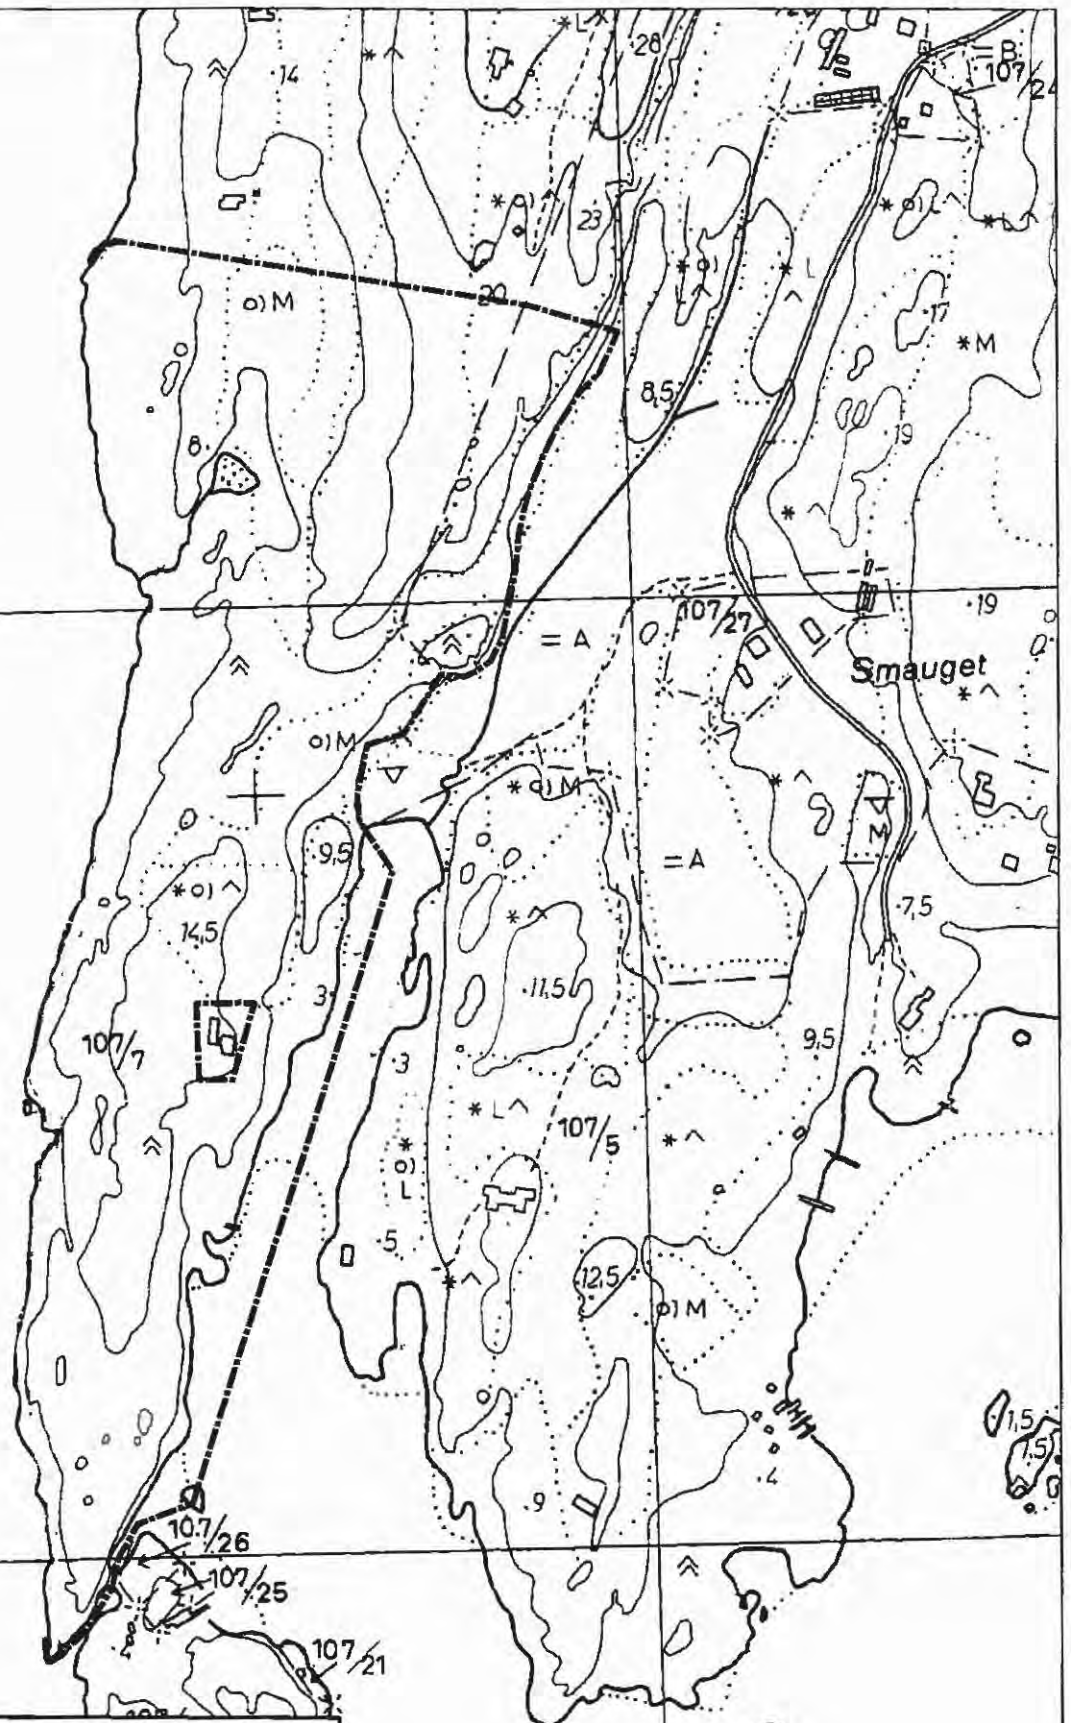 L
28
14
= B
107/24
23
L
20
o) M
8,5
17
* M
8
19
= A
107/27
19
Smauget
o) M
* o) M
M
9,5
= A
* o) ^
14,5
7,5
3
11,5
107/7
9,5
3
* L ^
107/5
* o) L
5
12,5
o) M
1,5
1,5
4
9
107/26
107/25
107/21